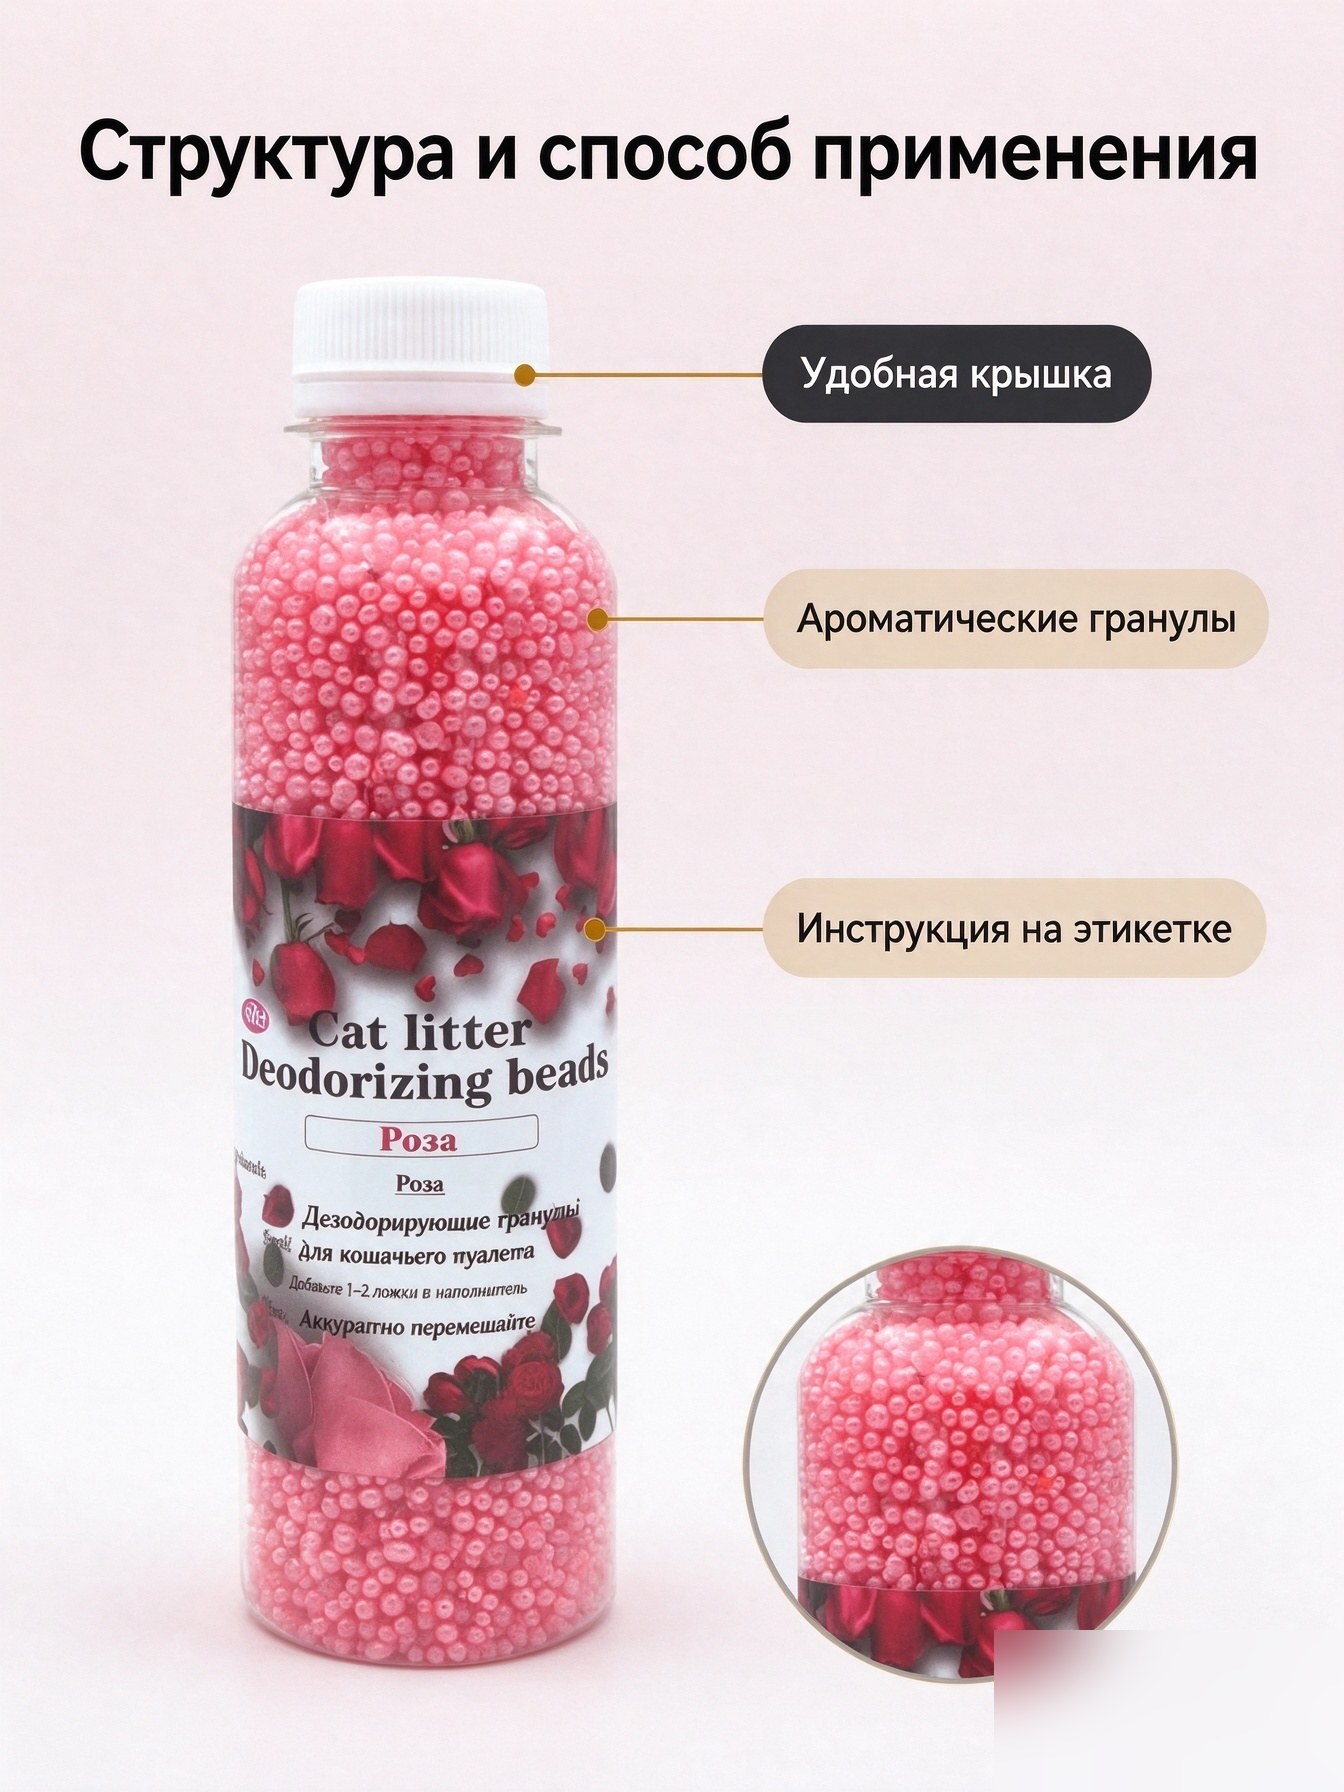 Структура и способ применения
Удобная крышка
Ароматические гранулы
Инструкция на этикетке
Cat litter
Deodorizing beads
Роза
Роза
Дезодорирующие гранулы
для кошачьего туалета
Добавьте 1–2 ложки в наполнитель
Аккуратно перемешайте